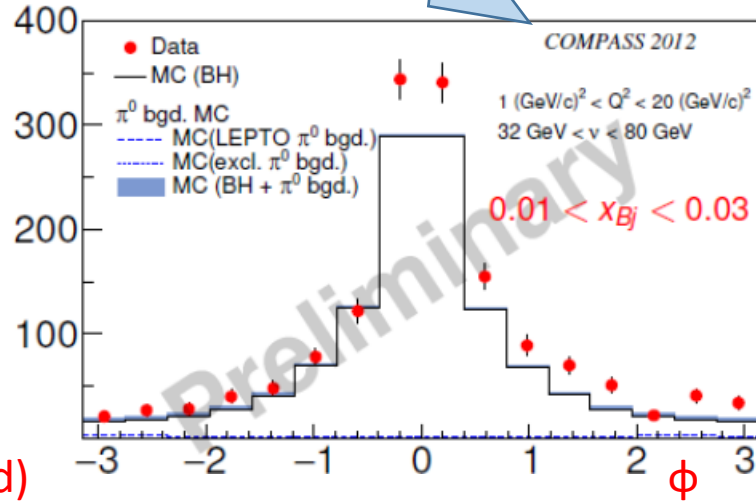 400
300
200
100
Data
MC (BH)
π⁰ bgd. MC
MC(LEPTO π⁰ bgd.)
MC(excl. π⁰ bgd.)
MC (BH + π⁰ bgd.)
COMPASS 2012
1 (GeV/c)² < Q² < 20 (GeV/c)²
32 GeV < ν < 80 GeV
0.01 < x_Bj < 0.03
Preliminary
−3 −2 −1 0 1 2 3
d) ϕ